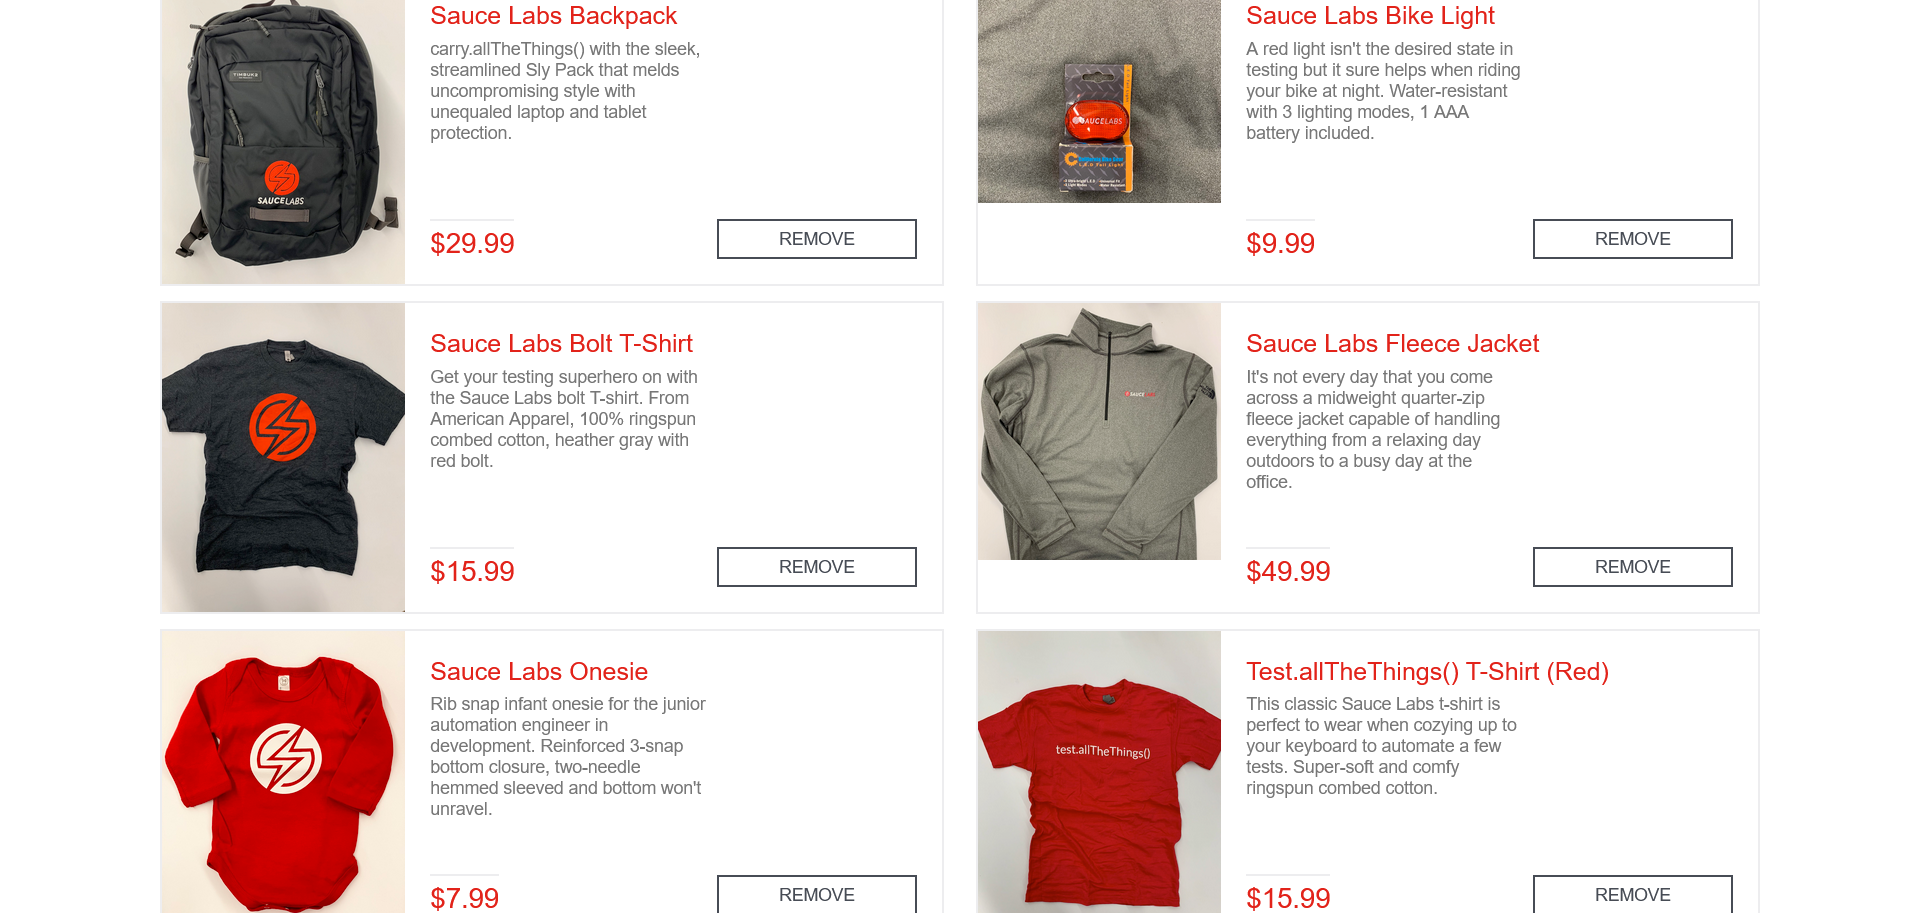 Sauce Labs Backpack
carry.allTheThings() with the sleek,
streamlined Sly Pack that melds
uncompromising style with
unequaled laptop and tablet
protection.
$29.99
REMOVE
TIMBUK2
SAUCELABS
Sauce Labs Bike Light
A red light isn't the desired state in
testing but it sure helps when riding
your bike at night. Water-resistant
with 3 lighting modes, 1 AAA
battery included.
$9.99
REMOVE
SAUCELABS
Sauce Labs Bolt T-Shirt
Get your testing superhero on with
the Sauce Labs bolt T-shirt. From
American Apparel, 100% ringspun
combed cotton, heather gray with
red bolt.
$15.99
REMOVE
Sauce Labs Fleece Jacket
It's not every day that you come
across a midweight quarter-zip
fleece jacket capable of handling
everything from a relaxing day
outdoors to a busy day at the
office.
$49.99
REMOVE
SAUCELABS
Sauce Labs Onesie
Rib snap infant onesie for the junior
automation engineer in
development. Reinforced 3-snap
bottom closure, two-needle
hemmed sleeved and bottom won't
unravel.
$7.99
REMOVE
Test.allTheThings() T-Shirt (Red)
This classic Sauce Labs t-shirt is
perfect to wear when cozying up to
your keyboard to automate a few
tests. Super-soft and comfy
ringspun combed cotton.
$15.99
REMOVE
test.allTheThings()